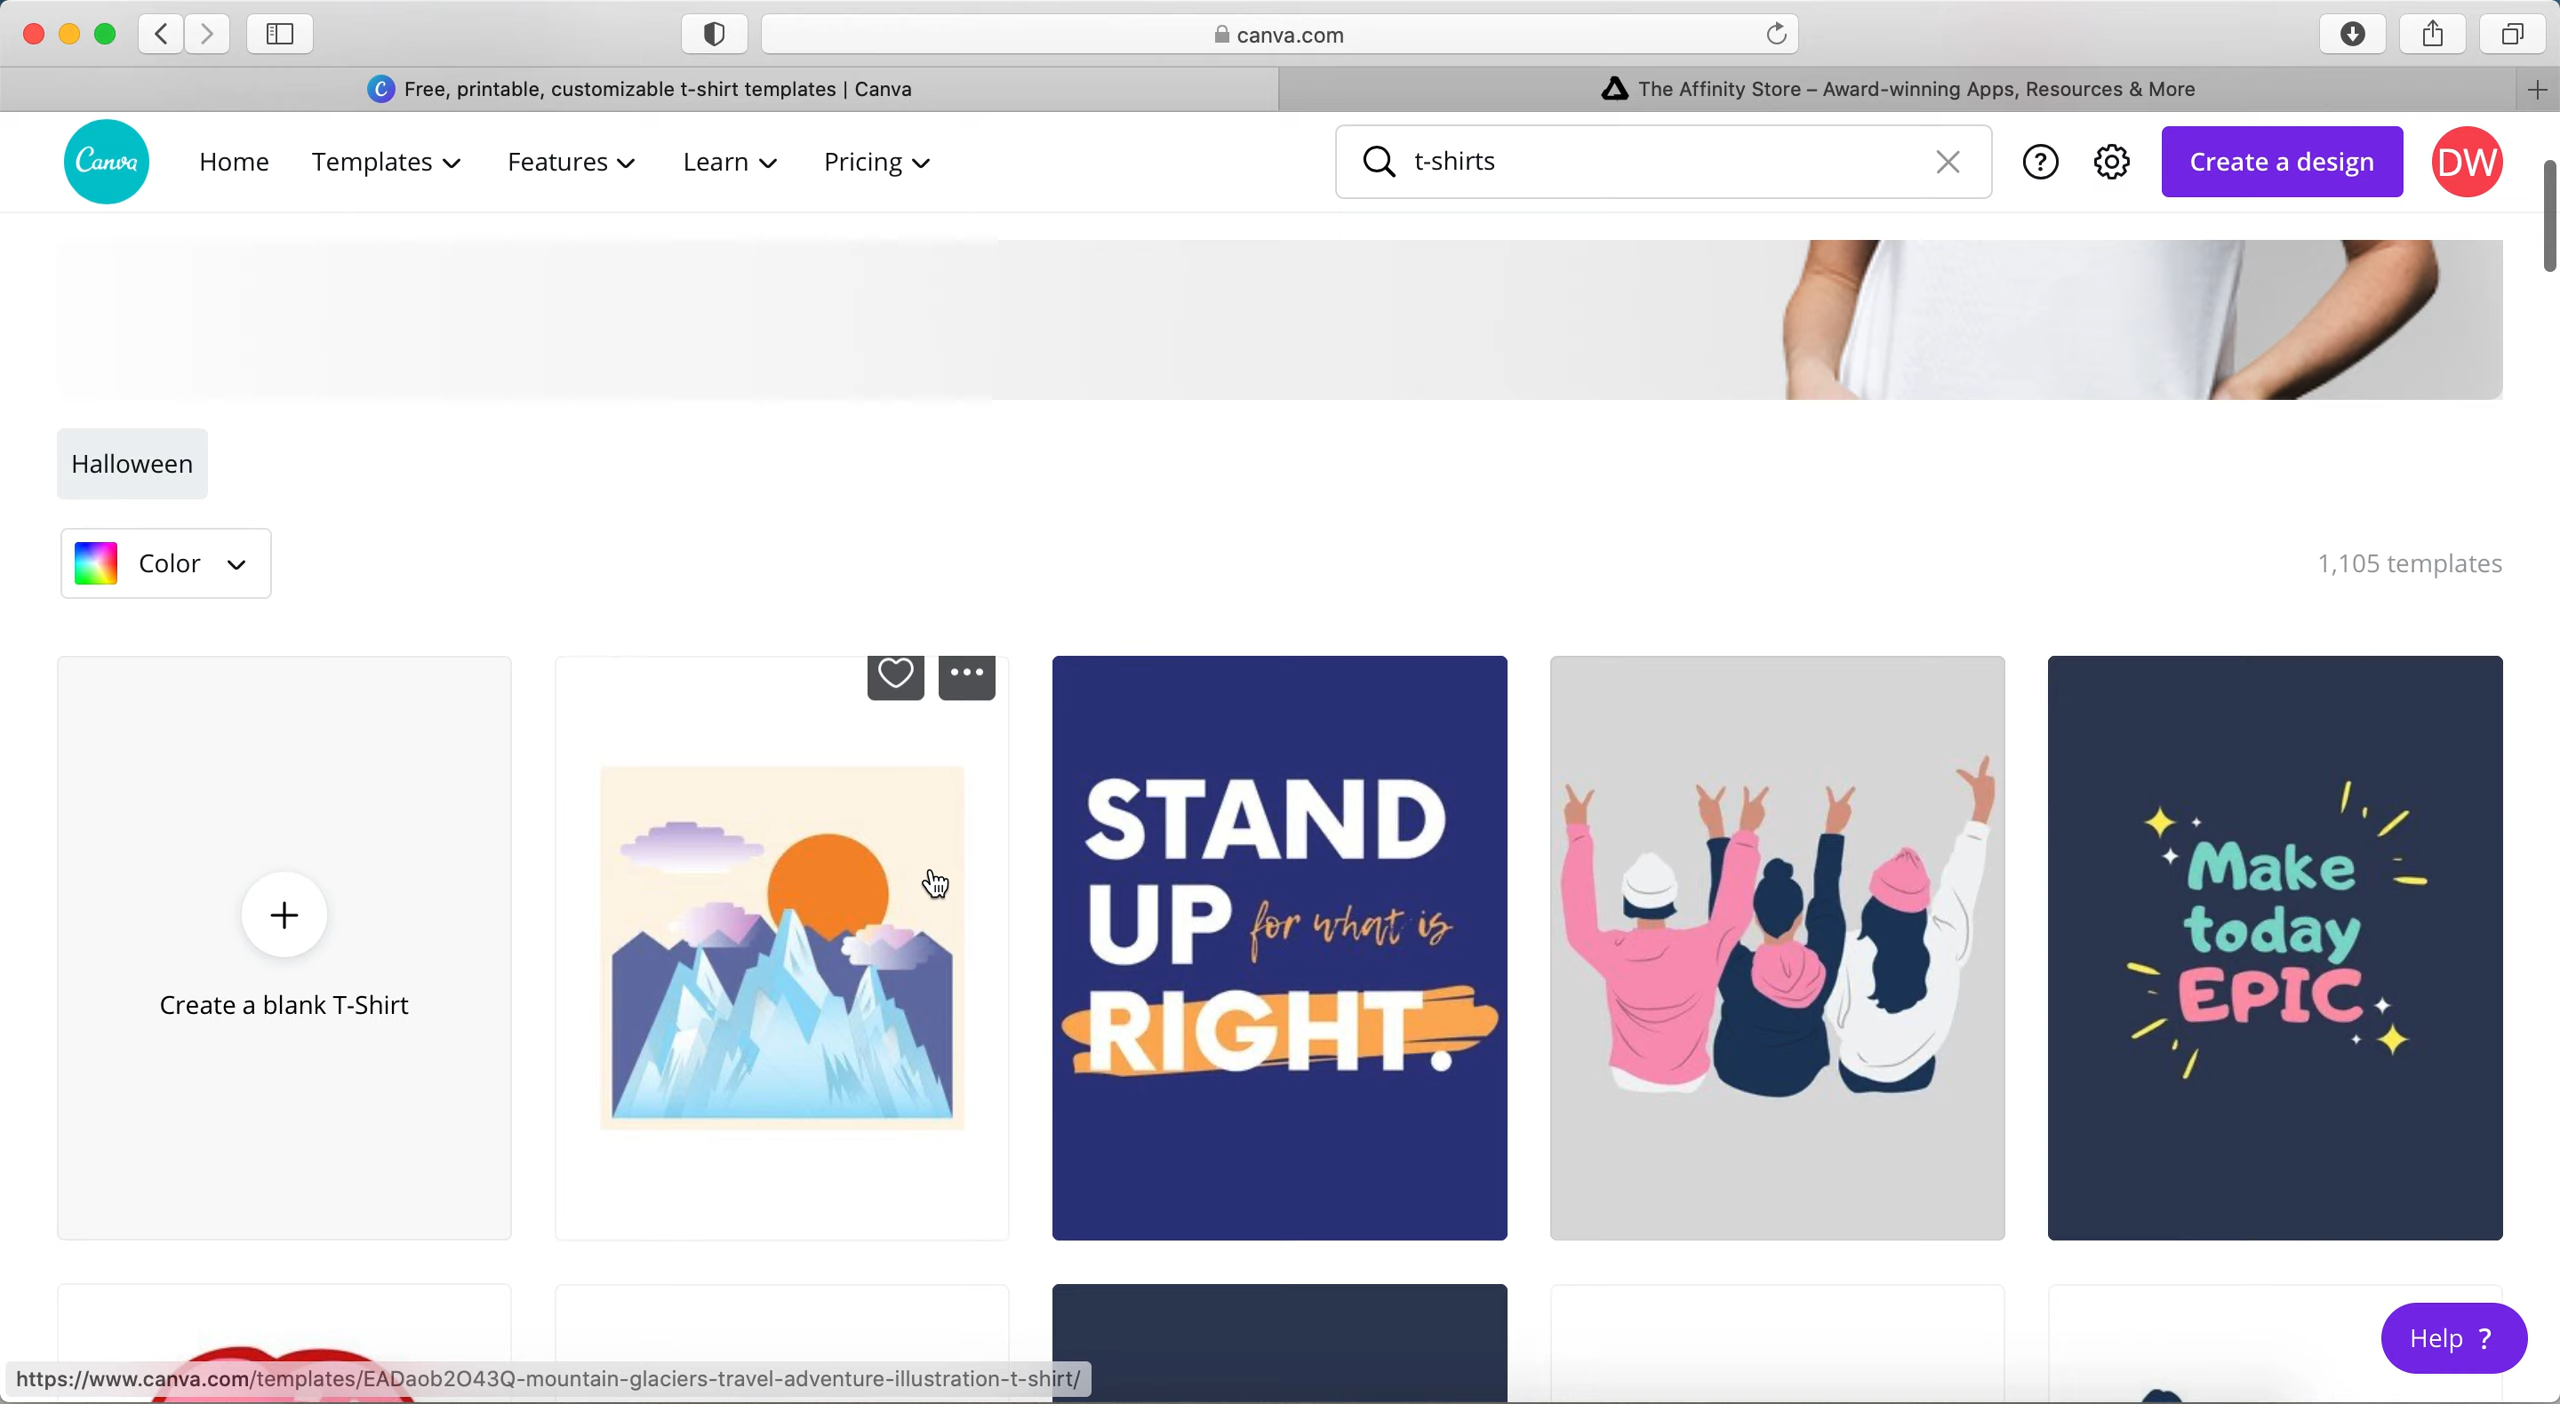 canva.com
Free, printable, customizable t-shirt templates | Canva
The Affinity Store – Award-winning Apps, Resources & More
Canva
Home
Templates
Features
Learn
Pricing
t-shirts
Create a design
DW
Halloween
Color
1,105 templates
Create a blank T-Shirt
STAND
UP for what is
RIGHT.
Make
today
EPIC
Help ?
https://www.canva.com/templates/EADaob2O43Q-mountain-glaciers-travel-adventure-illustration-t-shirt/